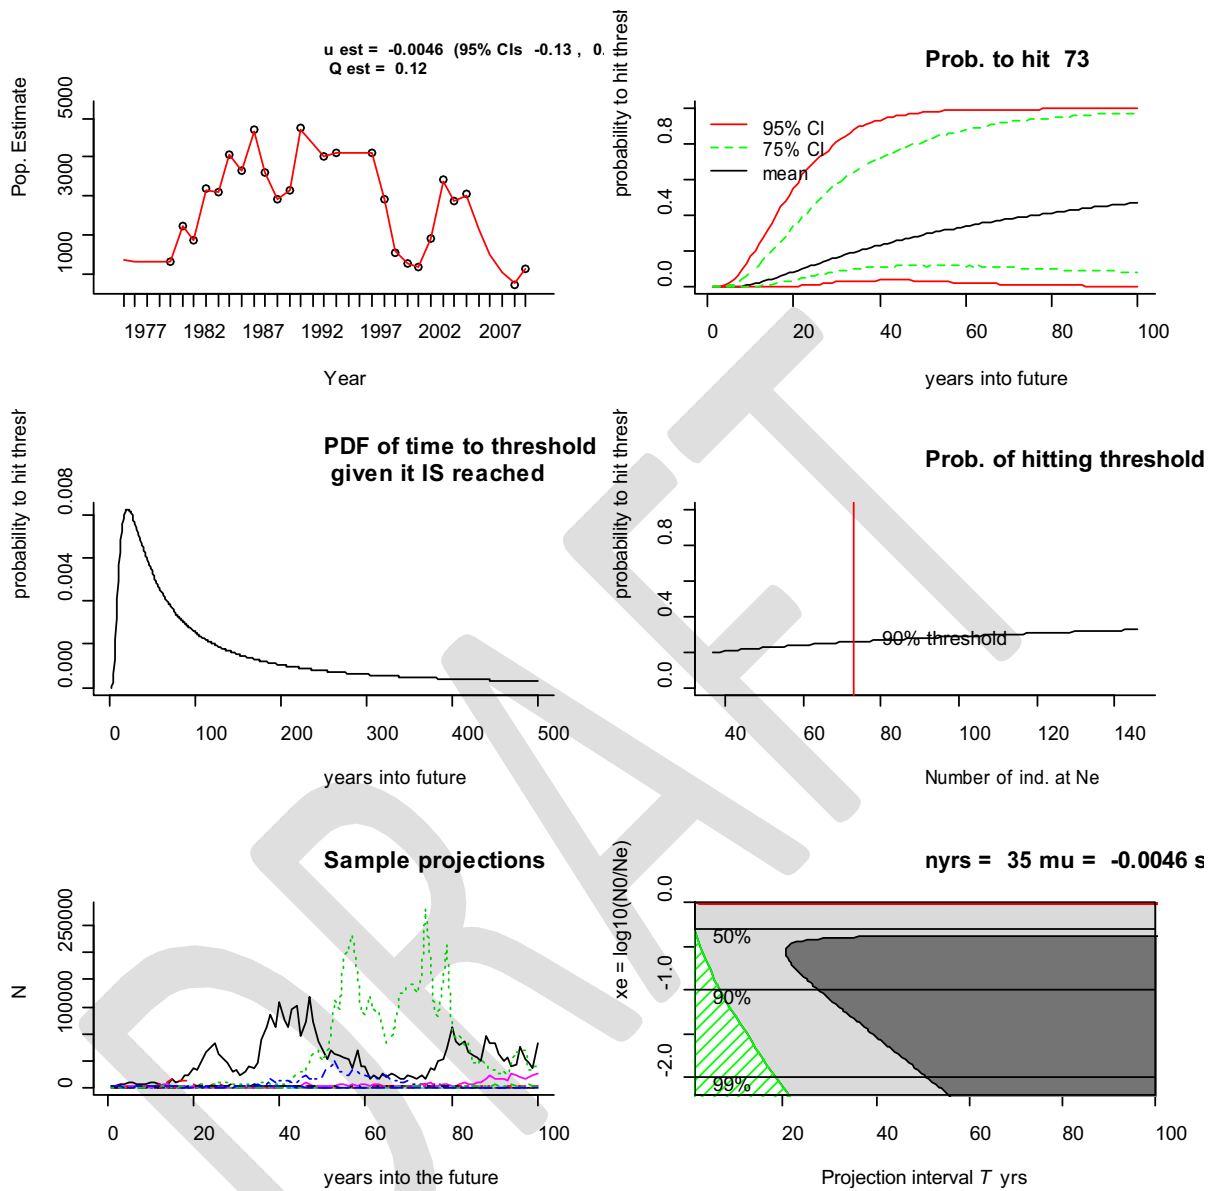 u est = -0.0046 (95% CIs -0.13 , 0.
Q est = 0.12
Pop. Estimate
1000 3000 5000
1977 1982 1987 1992 1997 2002 2007
Year
Prob. to hit 73
probability to hit thresh
0.0 0.4 0.8
95% CI
75% CI
mean
0 20 40 60 80 100
years into future
PDF of time to threshold
given it IS reached
probability to hit thresh
0.000 0.004 0.008
0 100 200 300 400 500
years into future
Prob. of hitting threshold
probability to hit thresh
0.0 0.4 0.8
90% threshold
40 60 80 100 120 140
Number of ind. at Ne
Sample projections
N
0 100000 250000
0 20 40 60 80 100
years into the future
nyrs = 35 mu = -0.0046 s
xe = log10(N0/Ne)
-2.0 -1.0 0.0
50%
90%
99%
20 40 60 80 100
Projection interval T yrs
DRAFT